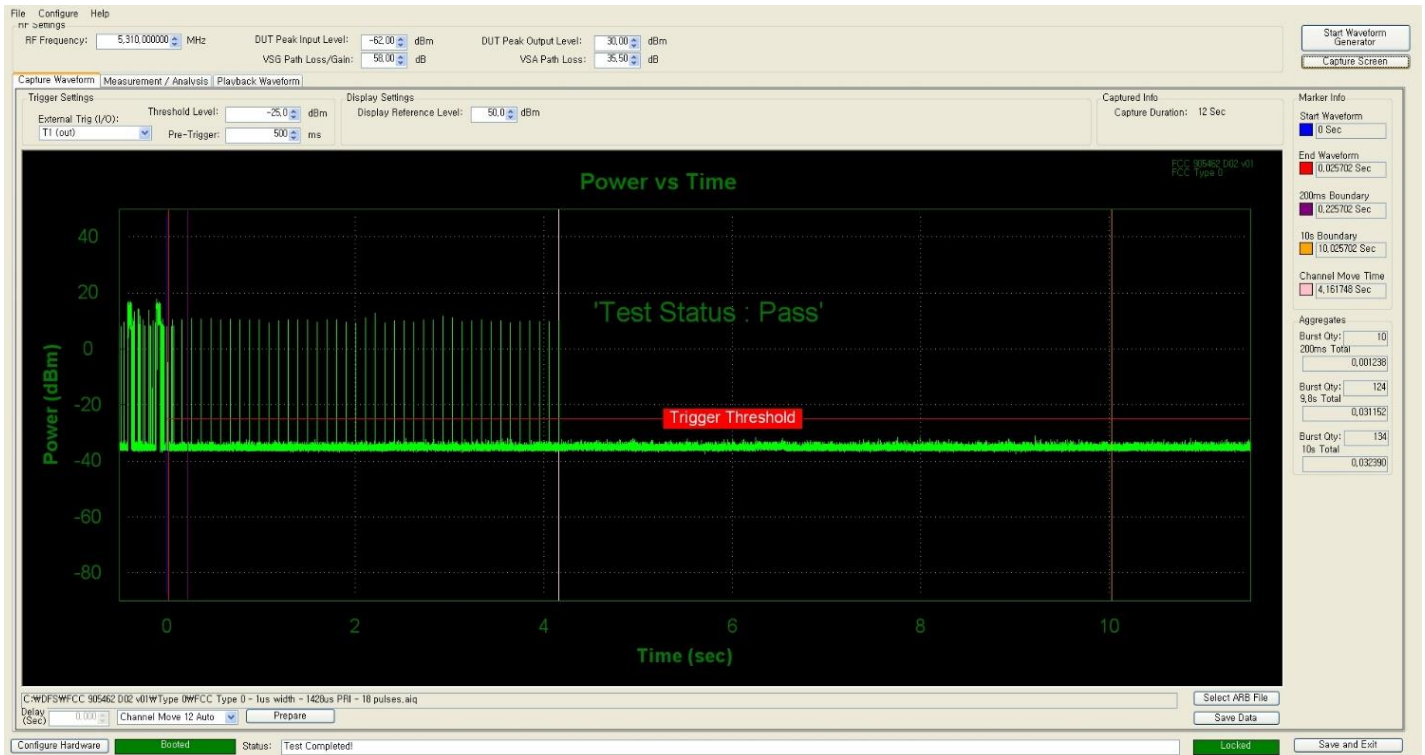 File Configure Help
RF Settings
RF Frequency: 5,310,000000 MHz DUT Peak Input Level: -62,00 dBm DUT Peak Output Level: 30,00 dBm
VSG Path Loss/Gain: 58,00 dB VSA Path Loss: 35,50 dB
Start Waveform Generator
Capture Screen
Capture Waveform Measurement / Analysis Playback Waveform
Trigger Settings
External Trig (I/O):
T1 (out)
Threshold Level: -25,0 dBm
Pre-Trigger: 500 ms
Display Settings
Display Reference Level: 50,0 dBm
Captured Info
Capture Duration: 12 Sec
Marker Info
Start Waveform
0 Sec
End Waveform
0,025702 Sec
200ms Boundary
0,225702 Sec
10s Boundary
10,025702 Sec
Channel Move Time
4,161748 Sec
Aggregates
Burst Qty: 10
200ms Total
0,001238
Burst Qty: 124
9,8s Total
0,031152
Burst Qty: 134
10s Total
0,032390
FCC 905462 D02 v01
FCC Type 0
Power vs Time
'Test Status : Pass'
Trigger Threshold
Power (dBm)
40
20
0
-20
-40
-60
-80
0 2 4 6 8 10
Time (sec)
C:₩DFS₩FCC 905462 D02 v01₩Type 0₩FCC Type 0 - 1us width - 1428us PRI - 18 pulses.aiq
Select ARB File
Delay (Sec) 0,000 Channel Move 12 Auto Prepare
Save Data
Configure Hardware Booted Status: Test Completed! Locked Save and Exit